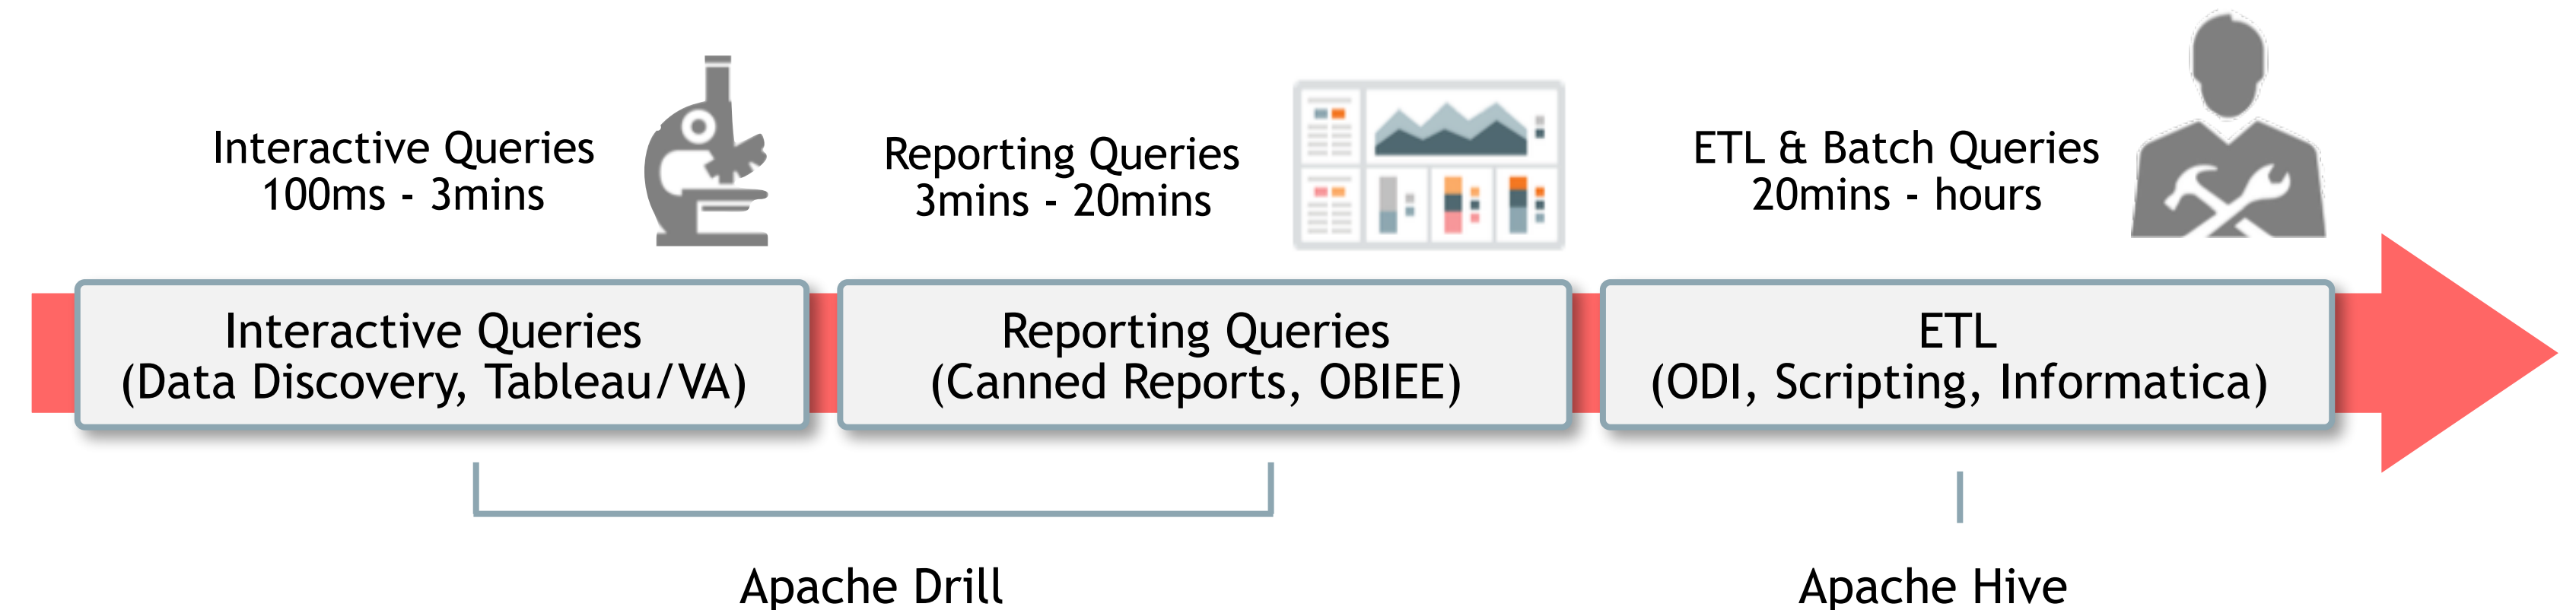 Interactive Queries
100ms - 3mins
Reporting Queries
3mins - 20mins
ETL & Batch Queries
20mins - hours
Interactive Queries
(Data Discovery, Tableau/VA)
Reporting Queries
(Canned Reports, OBIEE)
ETL
(ODI, Scripting, Informatica)
Apache Drill
Apache Hive